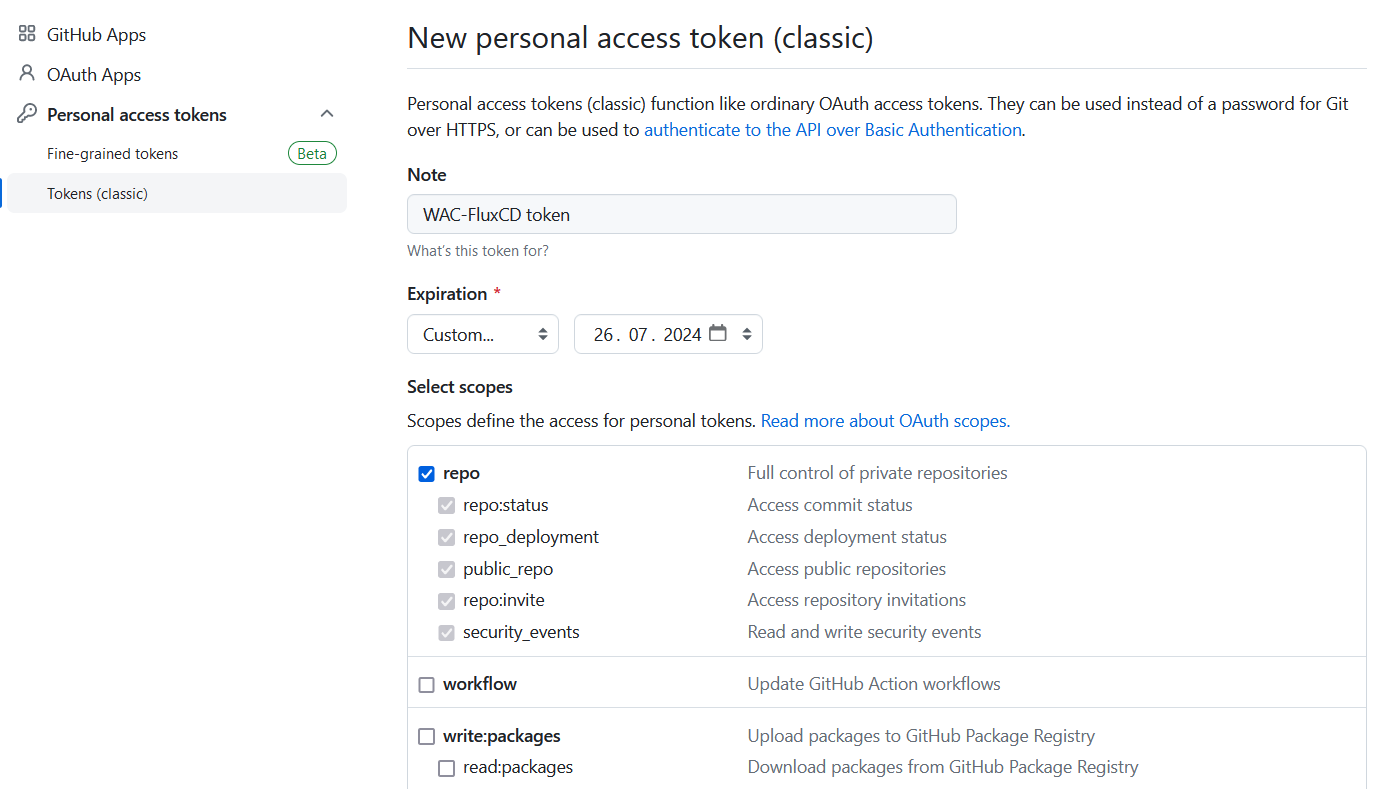 GitHub Apps
OAuth Apps
Personal access tokens
Fine-grained tokens Beta
Tokens (classic)
New personal access token (classic)
Personal access tokens (classic) function like ordinary OAuth access tokens. They can be used instead of a password for Git
over HTTPS, or can be used to authenticate to the API over Basic Authentication.
Note
WAC-FluxCD token
What's this token for?
Expiration *
Custom... 26. 07. 2024
Select scopes
Scopes define the access for personal tokens. Read more about OAuth scopes.
repo Full control of private repositories
repo:status Access commit status
repo_deployment Access deployment status
public_repo Access public repositories
repo:invite Access repository invitations
security_events Read and write security events
workflow Update GitHub Action workflows
write:packages Upload packages to GitHub Package Registry
read:packages Download packages from GitHub Package Registry